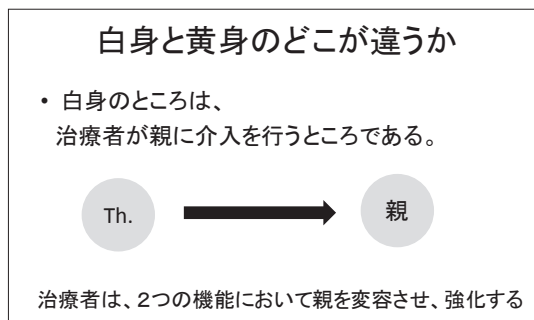 白身と黄身のどこが違うか
• 白身のところは、
治療者が親に介入を行うところである。
Th.
親
治療者は、２つの機能において親を変容させ、強化する